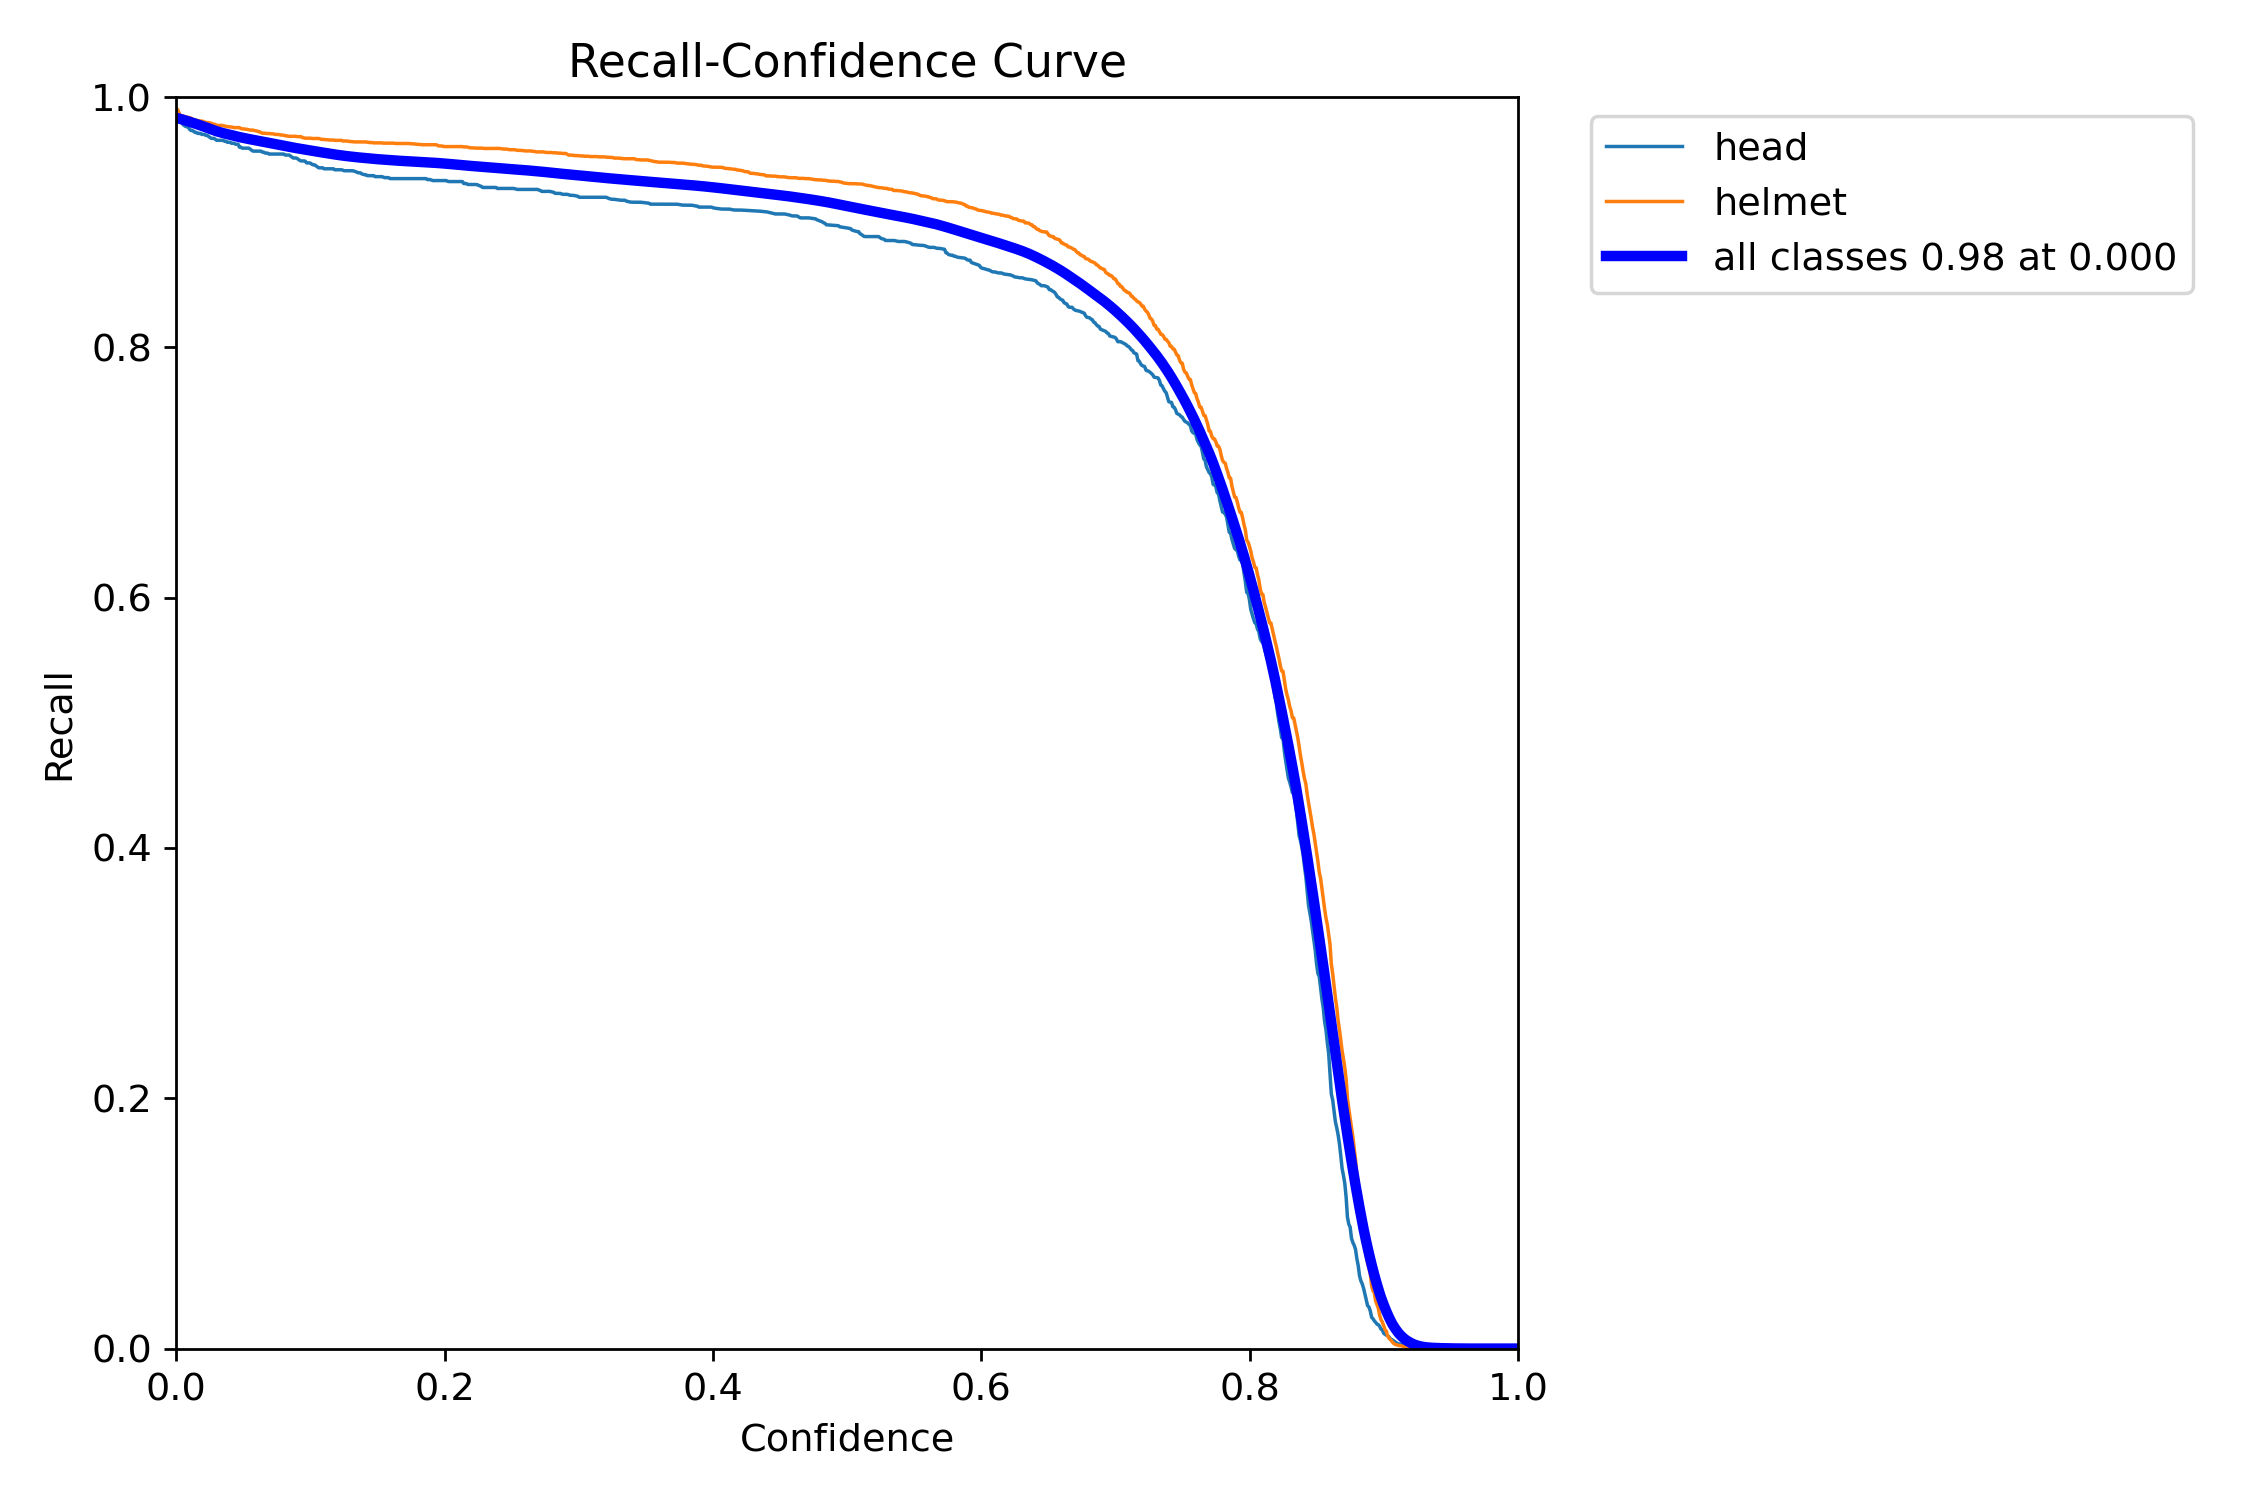 Recall-Confidence Curve
1.0
0.8
0.6
0.4
0.2
0.0
Recall
0.0 0.2 0.4 0.6 0.8 1.0
Confidence
head
helmet
all classes 0.98 at 0.000